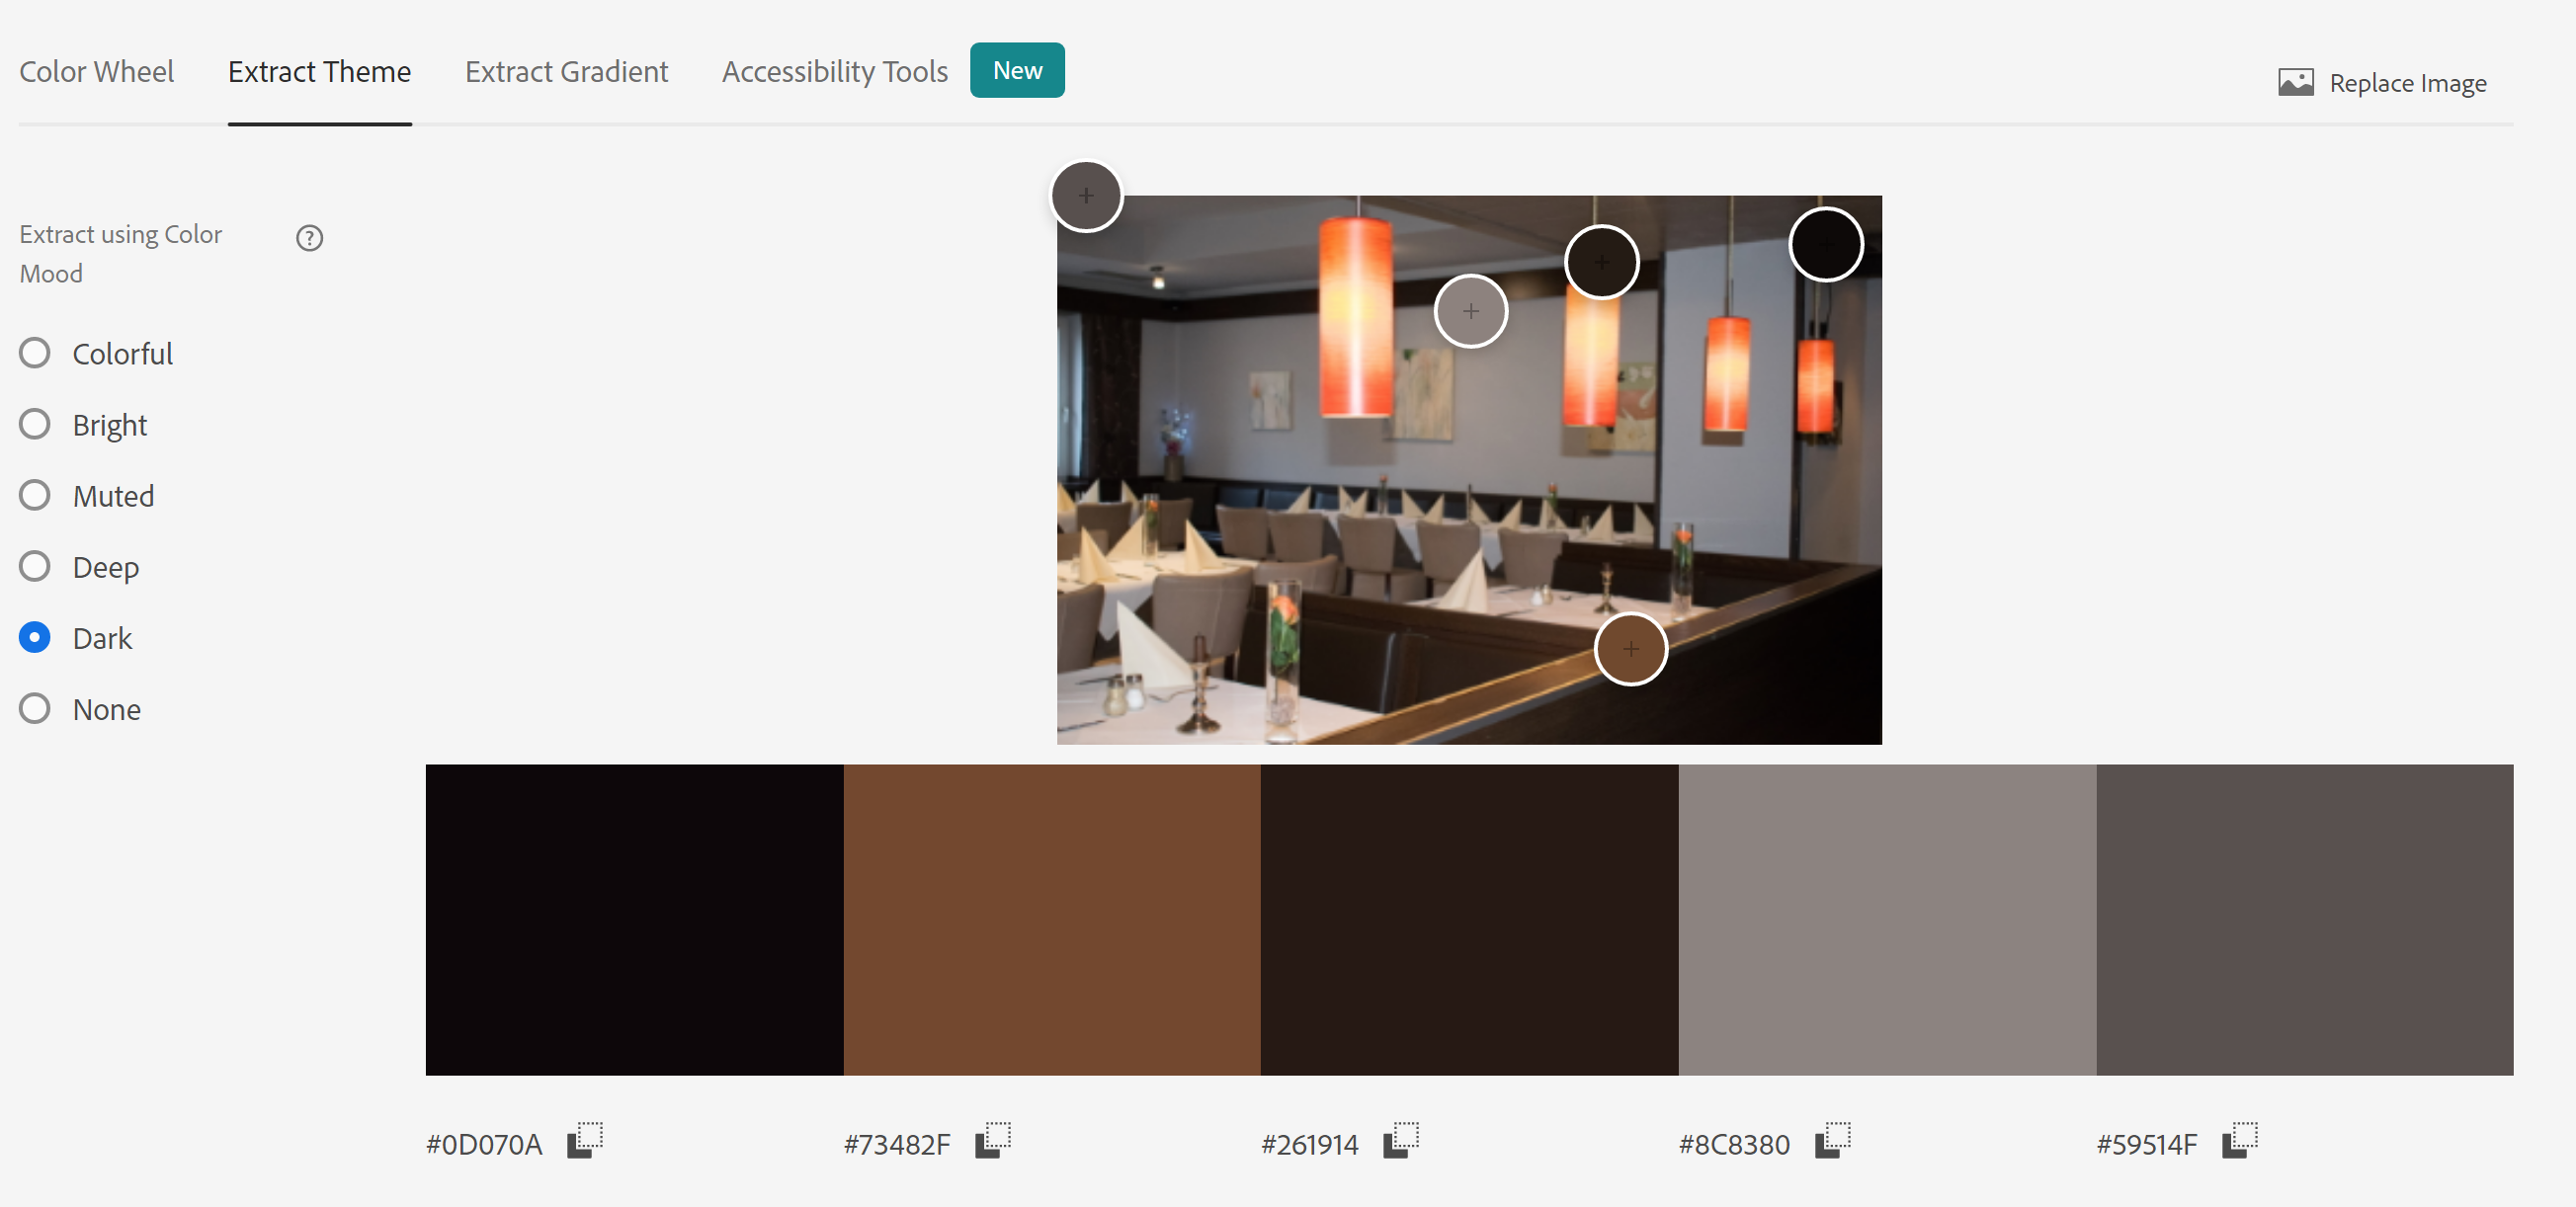 Color Wheel
Extract Theme
Extract Gradient
Accessibility Tools
New
Replace Image
Extract using Color
Mood
?
Colorful
Bright
Muted
Deep
Dark
None
#0D070A
#73482F
#261914
#8C8380
#59514F